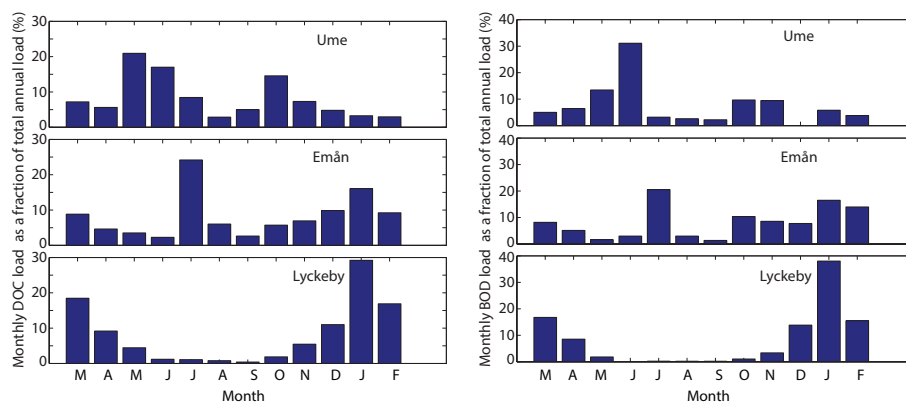 Monthly DOC load as a fraction of total annual load (%)
30
20
10
0
Ume
30
20
10
0
Emån
30
20
10
0
Lyckeby
M A M J J A S O N D J F
Month
Monthly BOD load as a fraction of total annual load (%)
40
30
20
10
0
Ume
40
30
20
10
0
Emån
40
30
20
10
0
Lyckeby
M A M J J A S O N D J F
Month